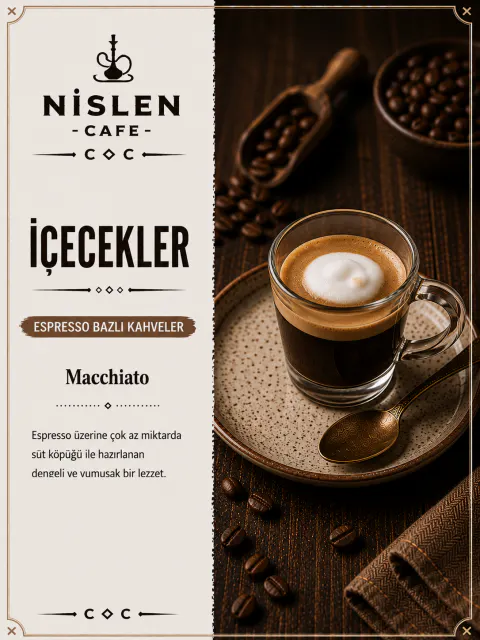 NİSLEN
- CAFE -
C ◇ C
İÇECEKLER
ESPRESSO BAZLI KAHVELER
Macchiato
Espresso üzerine çok az miktarda
süt köpüğü ile hazırlanan
dengeli ve yumuşak bir lezzet.
C ◇ C